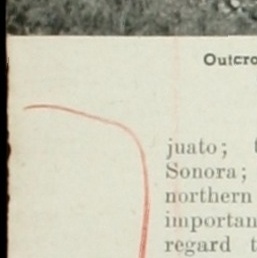 Outcro
juato; t
Sonora;
northern
importan
regard t